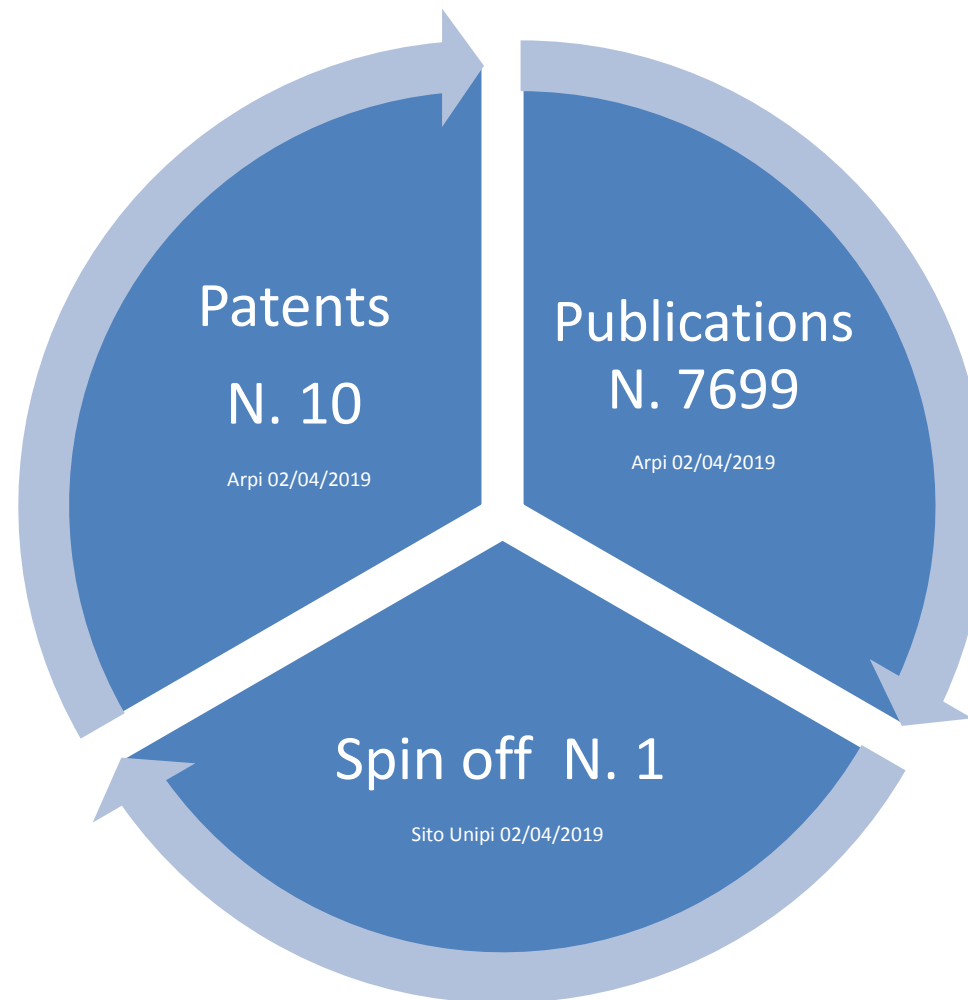 Patents
N. 10
Arpi 02/04/2019
Publications
N. 7699
Arpi 02/04/2019
Spin off  N. 1
Sito Unipi 02/04/2019